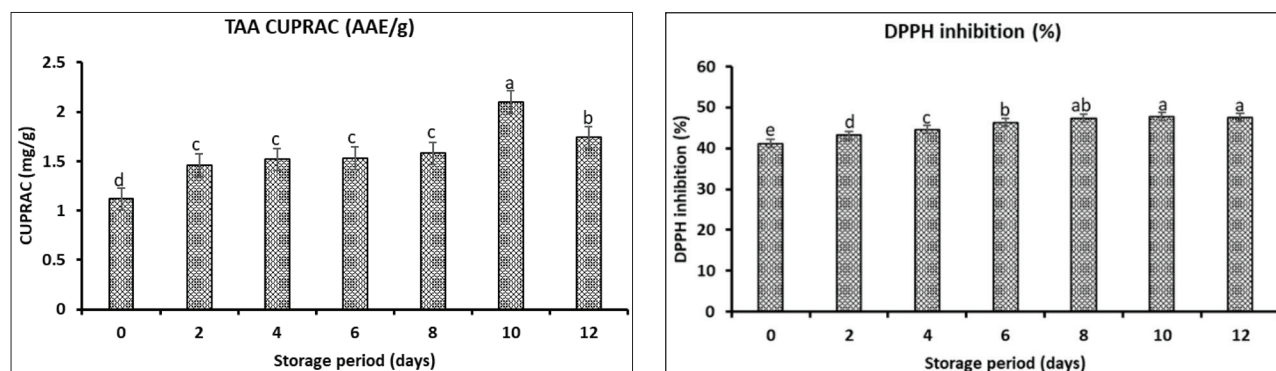 TAA CUPRAC (AAE/g)
2.5
2
1.5
1
0.5
0
CUPRAC (mg/g)
d
c
c
c
c
a
b
0 2 4 6 8 10 12
Storage period (days)
DPPH inhibition (%)
60
50
40
30
20
10
0
DPPH inhibition (%)
e
d
c
b
ab
a
a
0 2 4 6 8 10 12
Storage period (days)